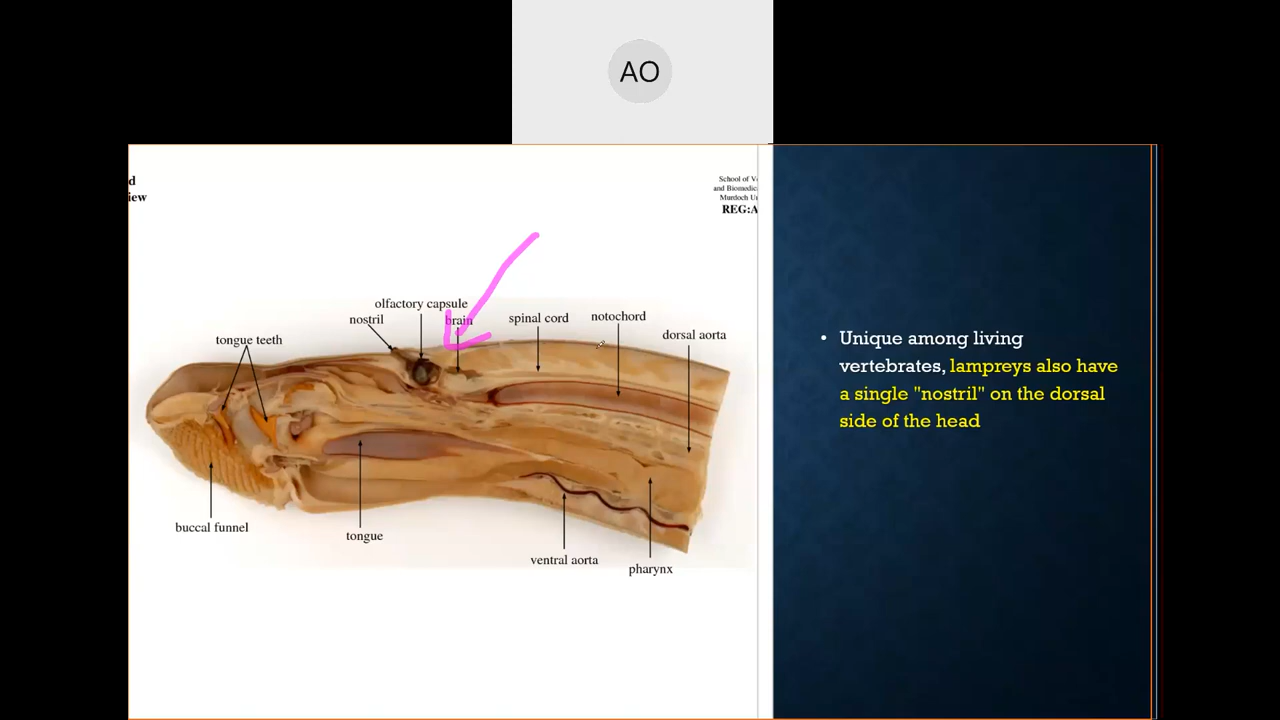 AO
d
iew
School of V
and Biomedic
Murdoch U
REG:A
olfactory capsule
nostril
brain
spinal cord
notochord
dorsal aorta
tongue teeth
buccal funnel
tongue
ventral aorta
pharynx
• Unique among living
vertebrates, lampreys also have
a single "nostril" on the dorsal
side of the head